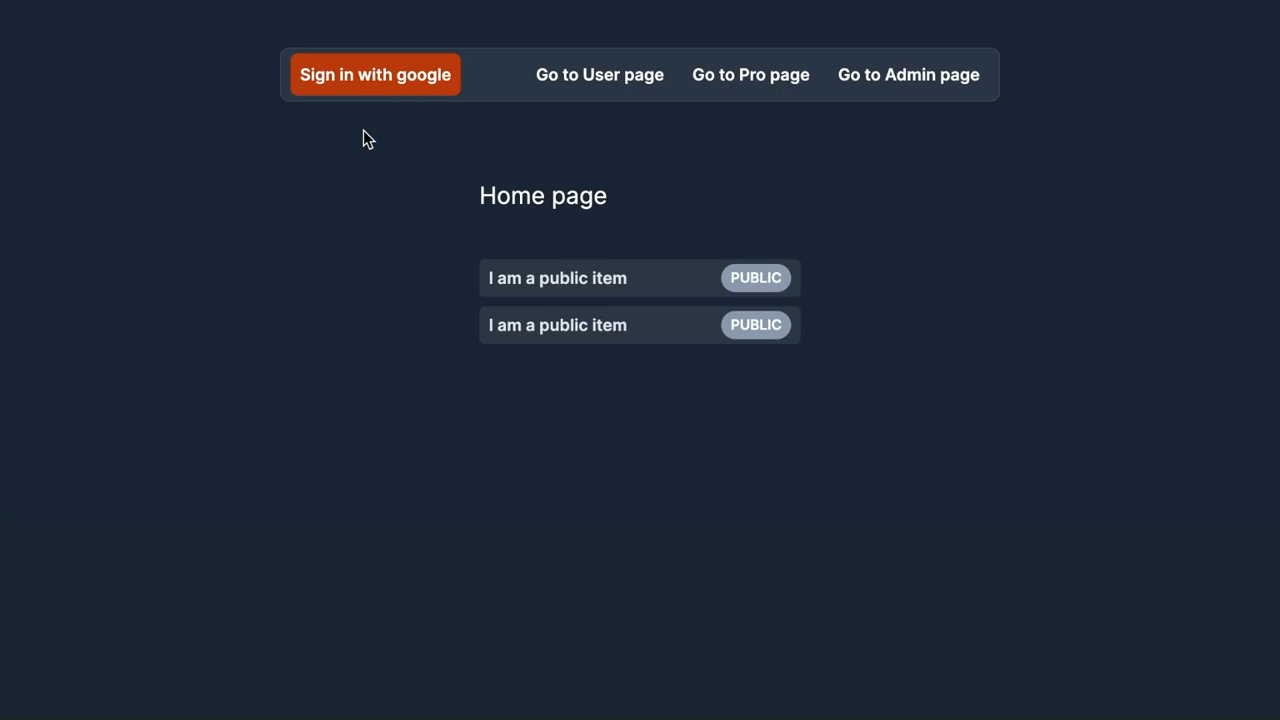 Sign in with google Go to User page Go to Pro page Go to Admin page
Home page
I am a public item PUBLIC
I am a public item PUBLIC